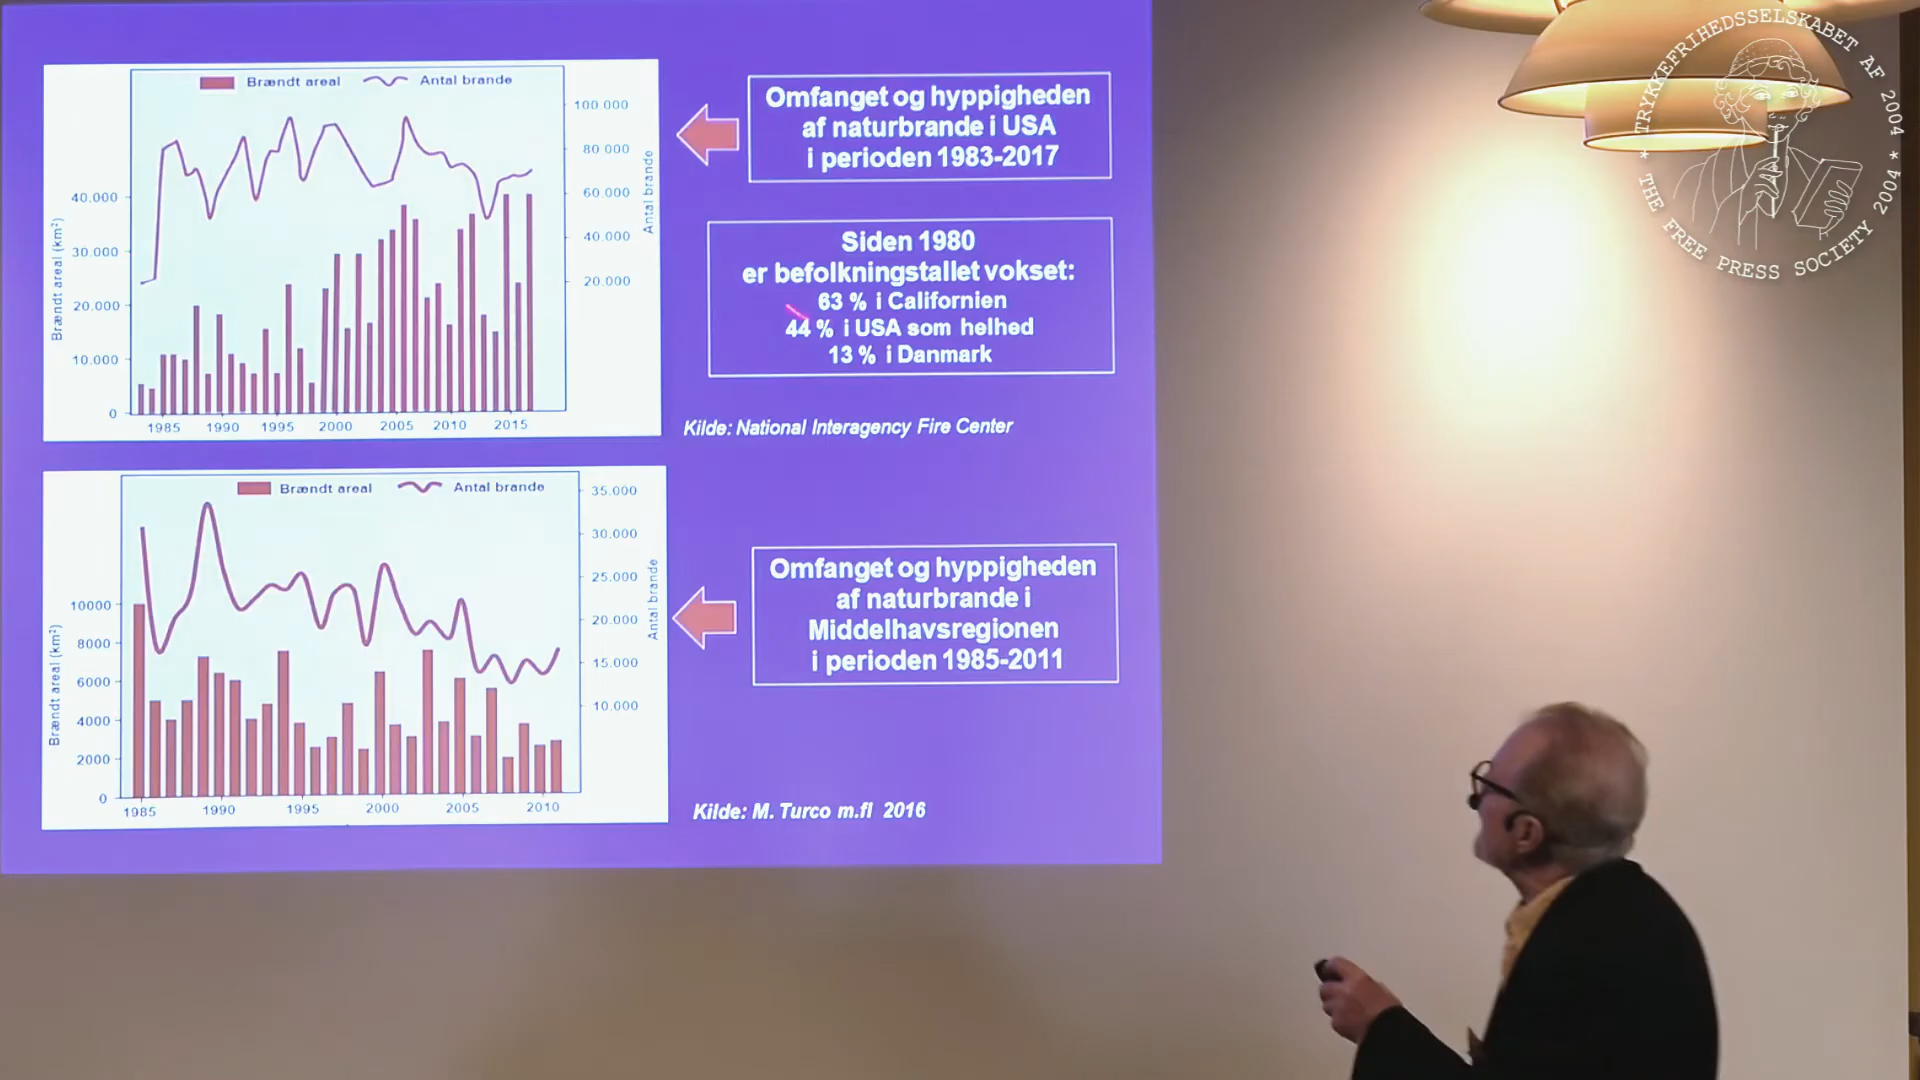 Brændt areal
Antal brande
100 000
80 000
60.000
40 000
20.000
Antal brande
40.000
30.000
20.000
10.000
0
Brændt areal (km²)
1985 1990 1995 2000 2005 2010 2015
Omfanget og hyppigheden
af naturbrande i USA
i perioden 1983-2017
Siden 1980
er befolkningstallet vokset:
63 % i Californien
44 % i USA som helhed
13 % i Danmark
Kilde: National Interagency Fire Center
Brændt areal
Antal brande
35.000
30.000
25.000
20.000
15.000
10.000
Antal brande
10000
8000
6000
4000
2000
0
Brændt areal (km²)
1985 1990 1995 2000 2005 2010
Omfanget og hyppigheden
af naturbrande i
Middelhavsregionen
i perioden 1985-2011
Kilde: M. Turco m.fl 2016
TRYKKEFRIHEDSSELSKABET AF 2004
* THE FREE PRESS SOCIETY 2004 *